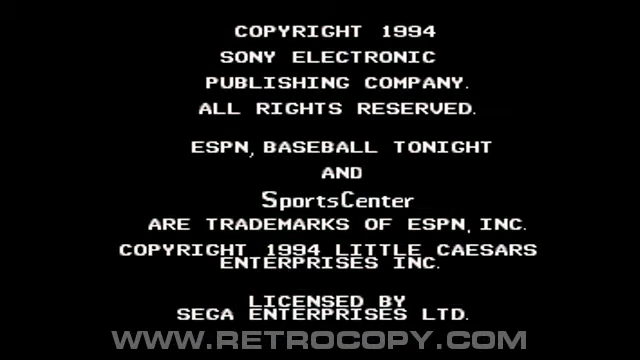 COPYRIGHT 1994
SONY ELECTRONIC
PUBLISHING COMPANY.
ALL RIGHTS RESERVED.
ESPN, BASEBALL TONIGHT
AND
SportsCenter
ARE TRADEMARKS OF ESPN, INC.
COPYRIGHT 1994 LITTLE CAESARS
ENTERPRISES INC.
LICENSED BY
SEGA ENTERPRISES LTD.
WWW.RETROCOPY.COM